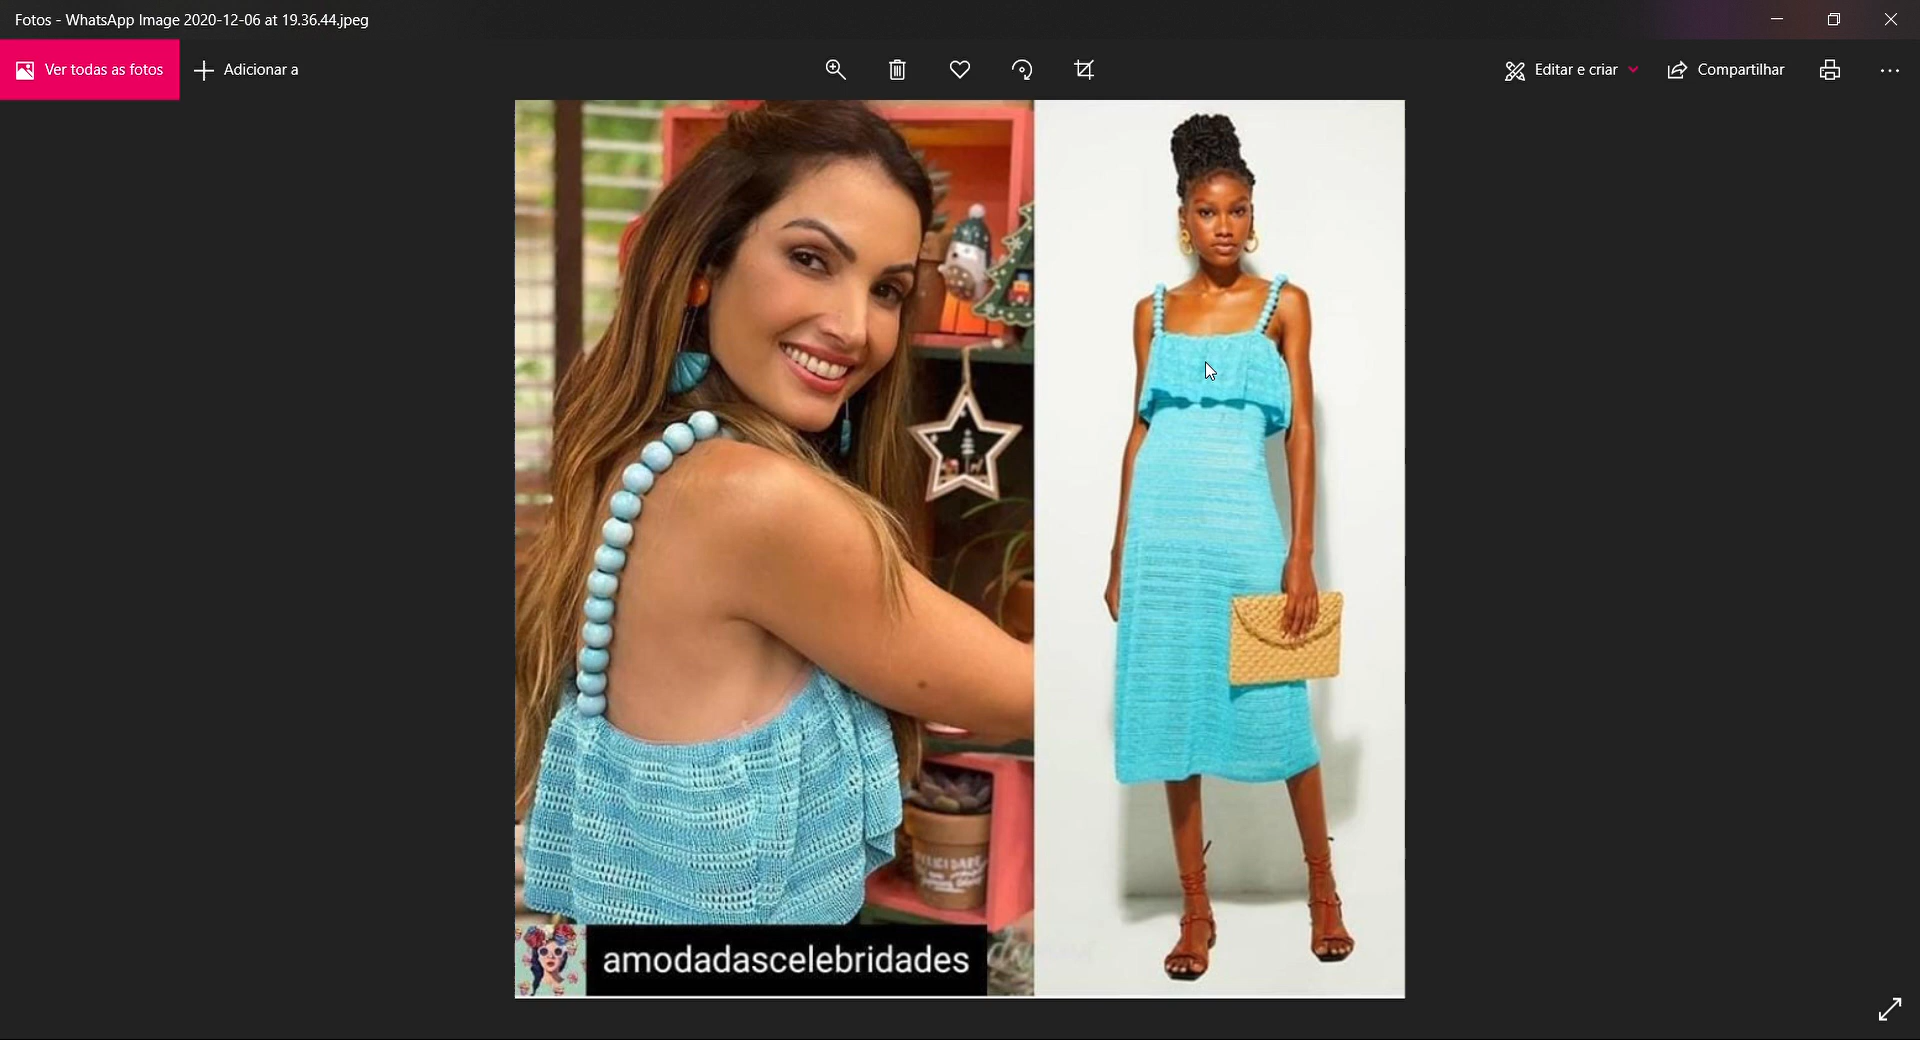 Fotos - WhatsApp Image 2020-12-06 at 19.36.44.jpeg
Ver todas as fotos
Adicionar a
Editar e criar
Compartilhar
FELICIDADE
amodadascelebridades